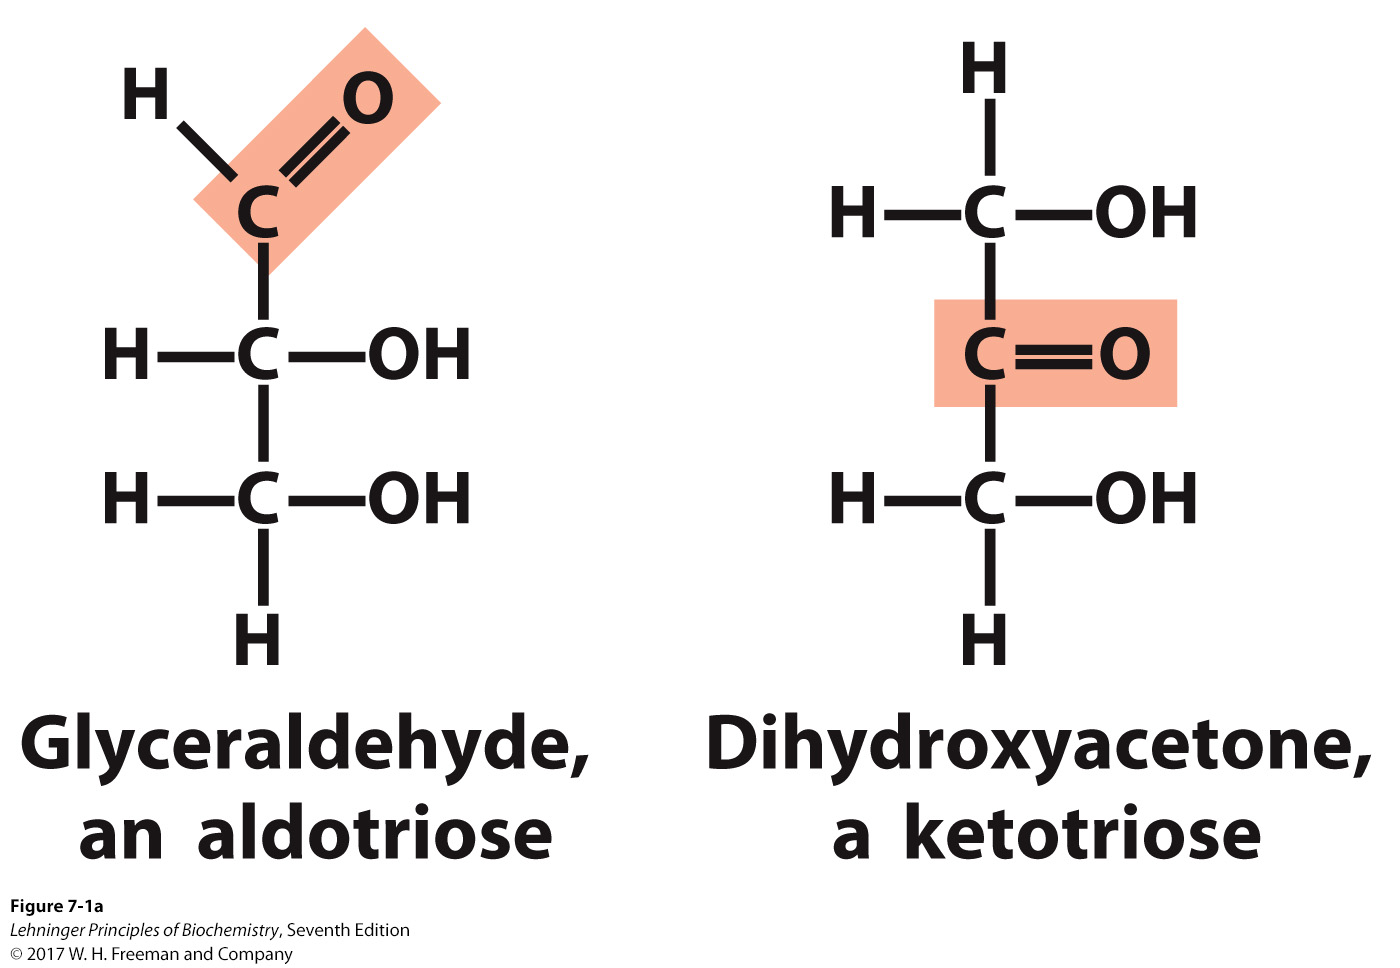 H O H
C H C OH
H C OH C O
H C OH H C OH
H H
Glyceraldehyde,
an aldotriose
Dihydroxyacetone,
a ketotriose
Figure 7-1a
Lehninger Principles of Biochemistry, Seventh Edition
© 2017 W. H. Freeman and Company